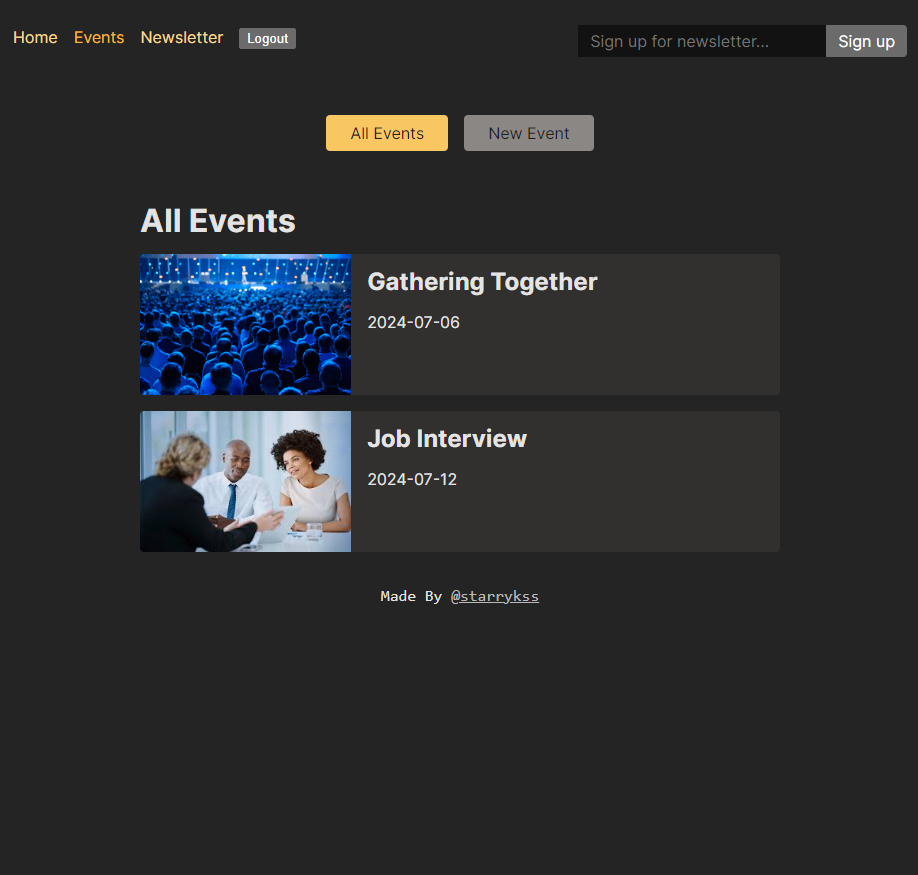 Home Events Newsletter Logout Sign up for newsletter... Sign up
All Events New Event
All Events
Gathering Together
2024-07-06
Job Interview
2024-07-12
Made By @starrykss